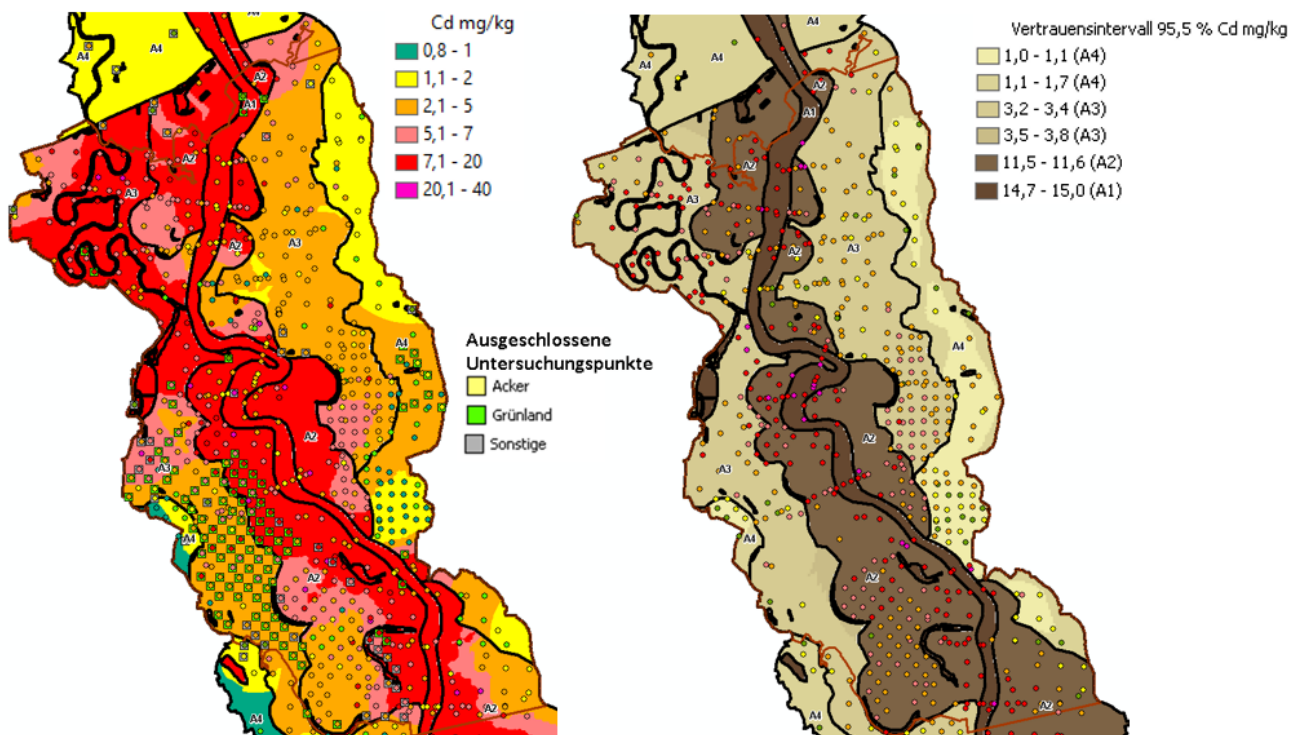 Cd mg/kg
0,8 - 1
1,1 - 2
2,1 - 5
5,1 - 7
7,1 - 20
20,1 - 40
Ausgeschlossene
Untersuchungspunkte
Acker
Grünland
Sonstige
A4
A4
A2
A1
A2
A3
A2
A3
A4
A2
A3
A4
A2
A4
A2
Vertrauensintervall 95,5 % Cd mg/kg
1,0 - 1,1 (A4)
1,1 - 1,7 (A4)
3,2 - 3,4 (A3)
3,5 - 3,8 (A3)
11,5 - 11,6 (A2)
14,7 - 15,0 (A1)
A4
A4
A2
A1
A2
A3
A2
A3
A4
A2
A3
A4
A2
A4
A2